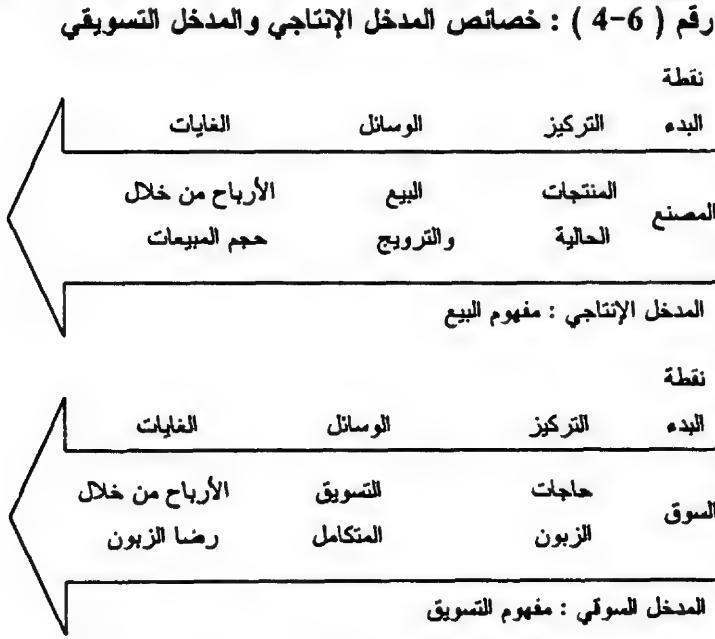 رقم ( 6-4 ) : خصائص المدخل الإنتاجي والمدخل التسويقي
نقطة
البدء التركيز الوسائل الغايات
المصنع
المنتجات البيع الأرباح من خلال
الحالية والترويج حجم المبيعات
المدخل الإنتاجي : مفهوم البيع
نقطة
البدء التركيز الوسائل الغايات
السوق
حاجات التسويق الأرباح من خلال
الزبون المتكامل رضا الزبون
المدخل السوقي : مفهوم التسويق